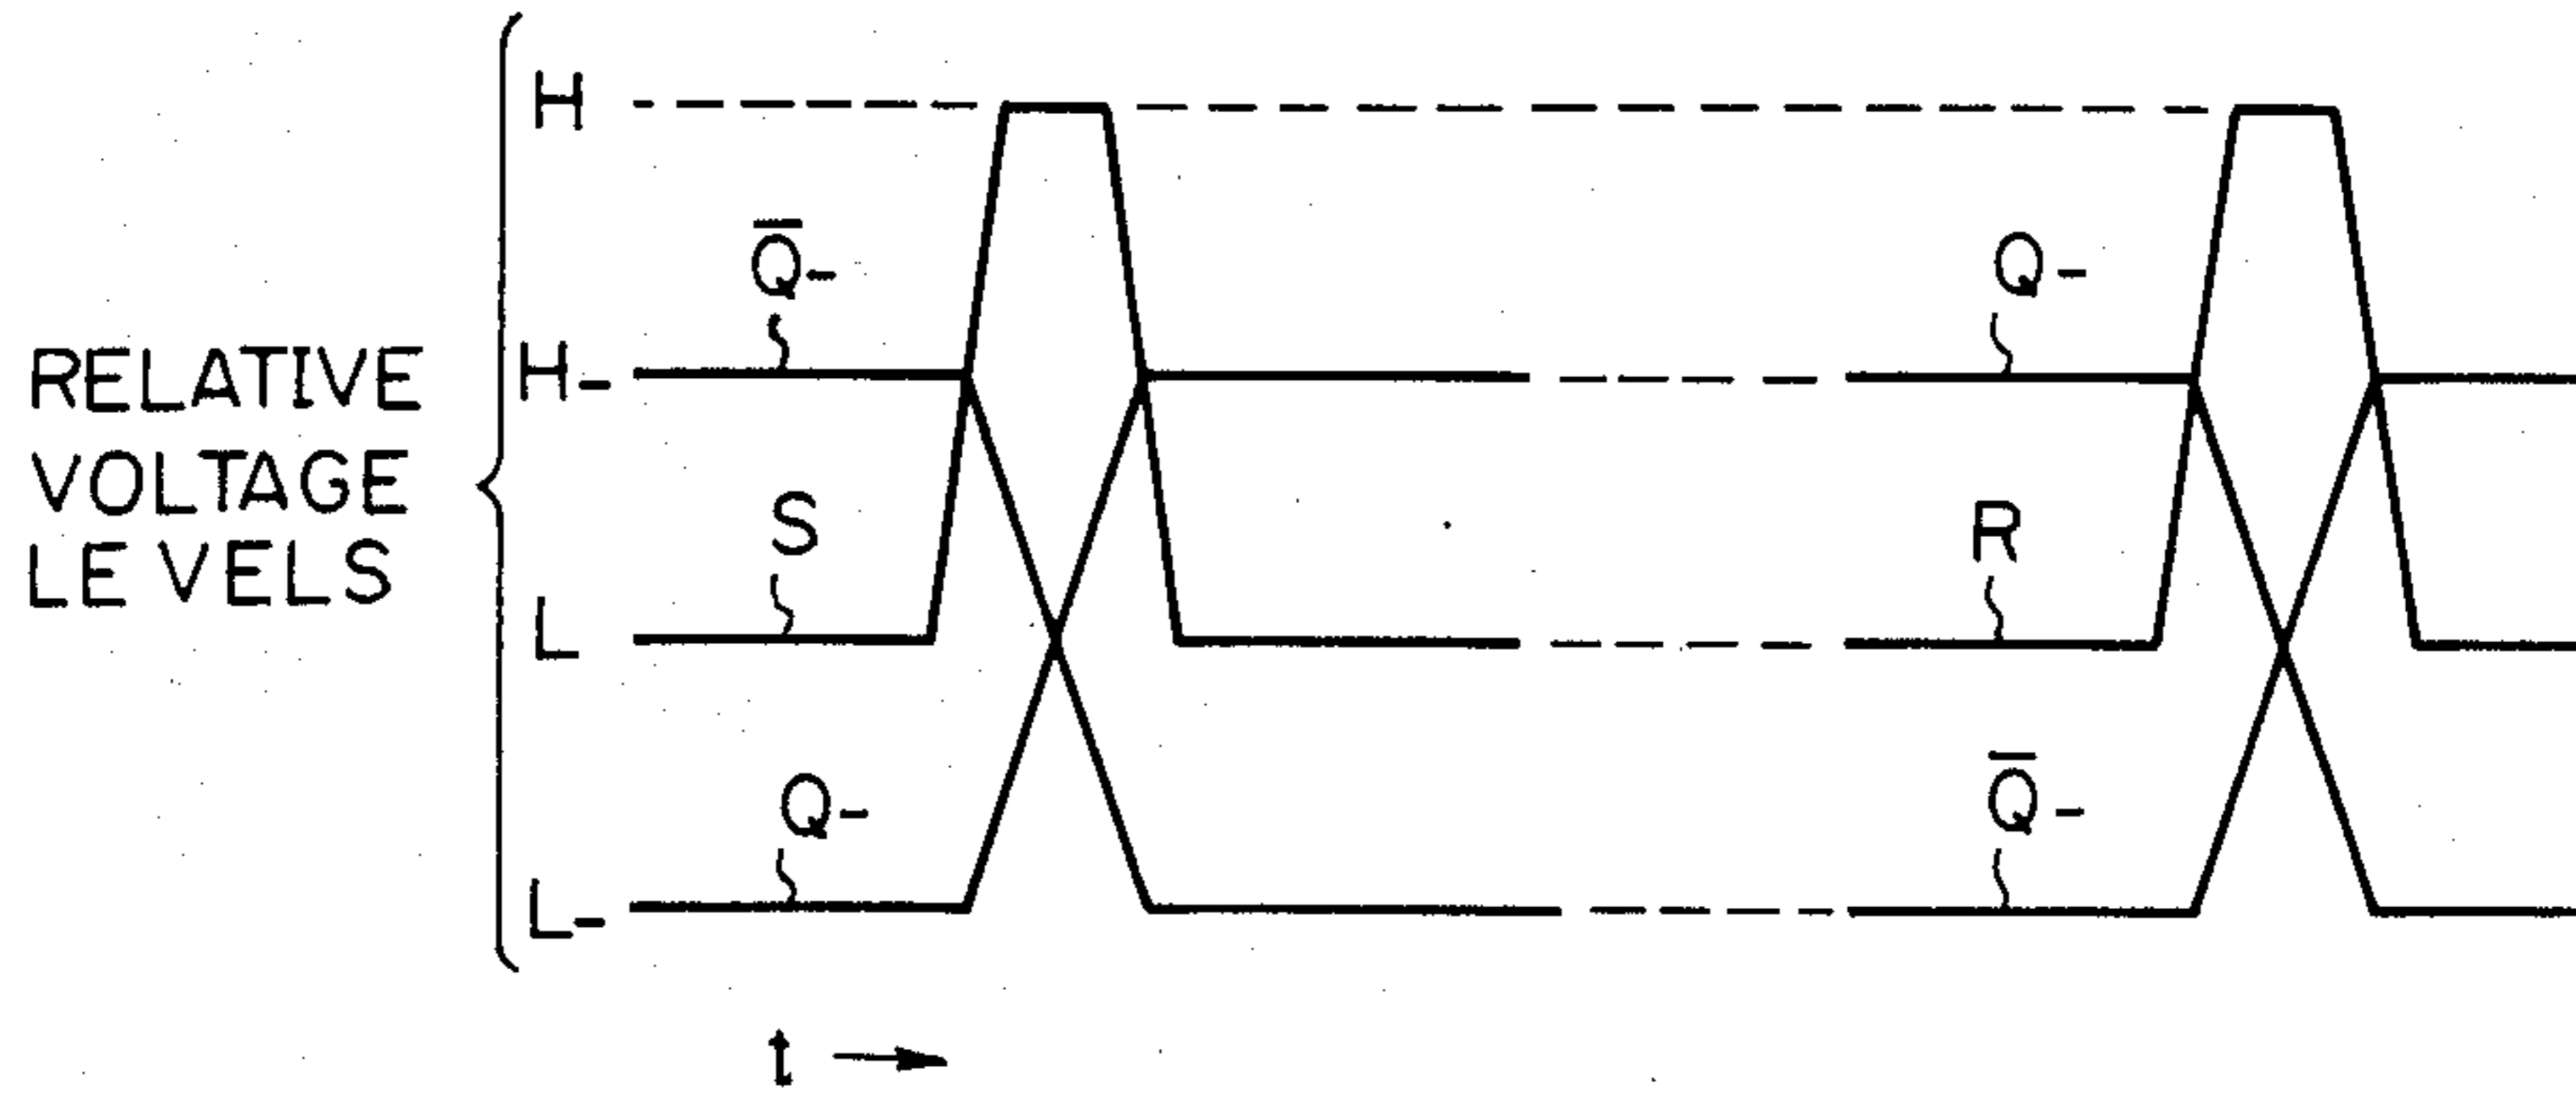 H
Q̅-
Q-
H-
RELATIVE
VOLTAGE
LEVELS
S
R
L
Q-
Q̅-
L-
t